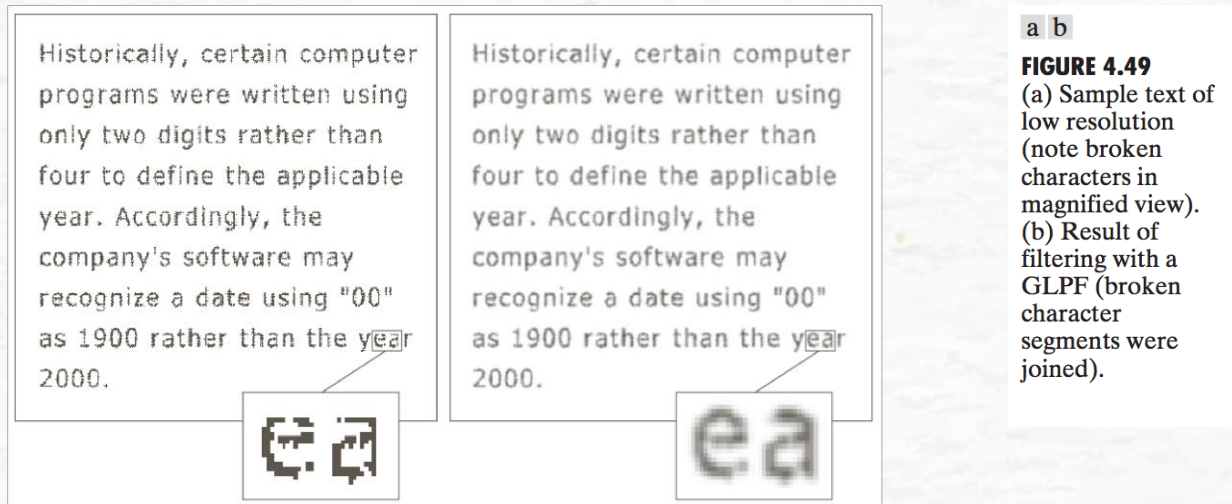 Historically, certain computer
programs were written using
only two digits rather than
four to define the applicable
year. Accordingly, the
company's software may
recognize a date using "00"
as 1900 rather than the year
2000.
ea
Historically, certain computer
programs were written using
only two digits rather than
four to define the applicable
year. Accordingly, the
company's software may
recognize a date using "00"
as 1900 rather than the year
2000.
ea
a b
FIGURE 4.49
(a) Sample text of
low resolution
(note broken
characters in
magnified view).
(b) Result of
filtering with a
GLPF (broken
character
segments were
joined).